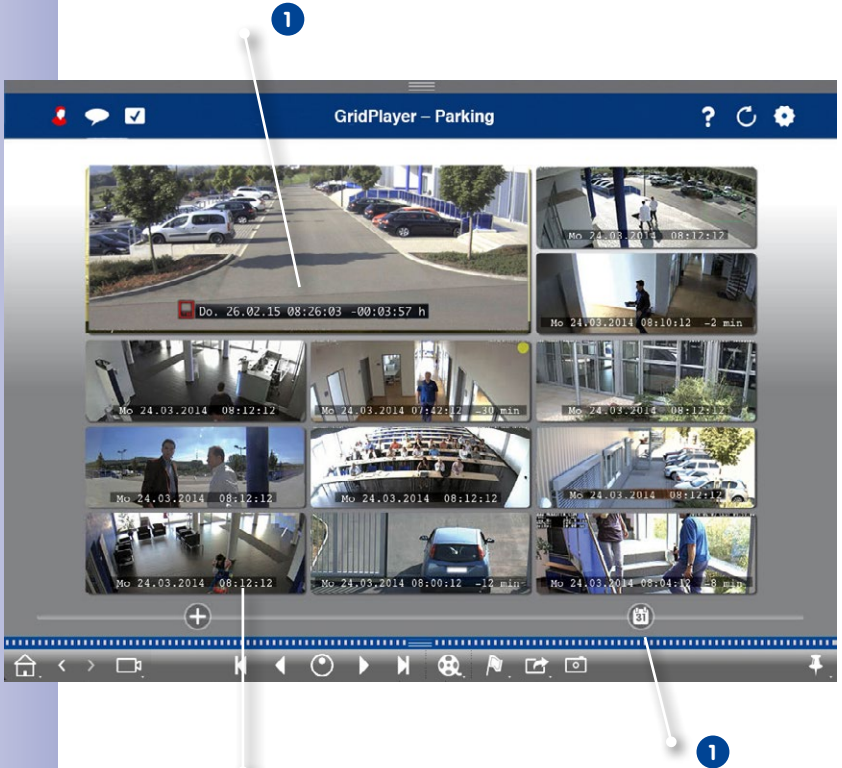 1
GridPlayer – Parking
?
Mo 24.03.2014 08:12:12
Do. 26.02.15 08:26:03 -00:03:57 h
Mo 24.03.2014 08:10:12 -2 min
Mo 24.03.2014 08:12:12
Mo 24.03.2014 07:42:12 -30 min
Mo 24.03.2014 08:12:12
Mo 24.03.2014 08:12:12
Mo 24.03.2014 08:12:12
Mo 24.03.2014 08:12:12
Mo 24.03.2014 08:12:12
Mo 24.03.2014 08:00:12 -12 min
Mo 24.03.2014 08:04:12 -8 min
31
1